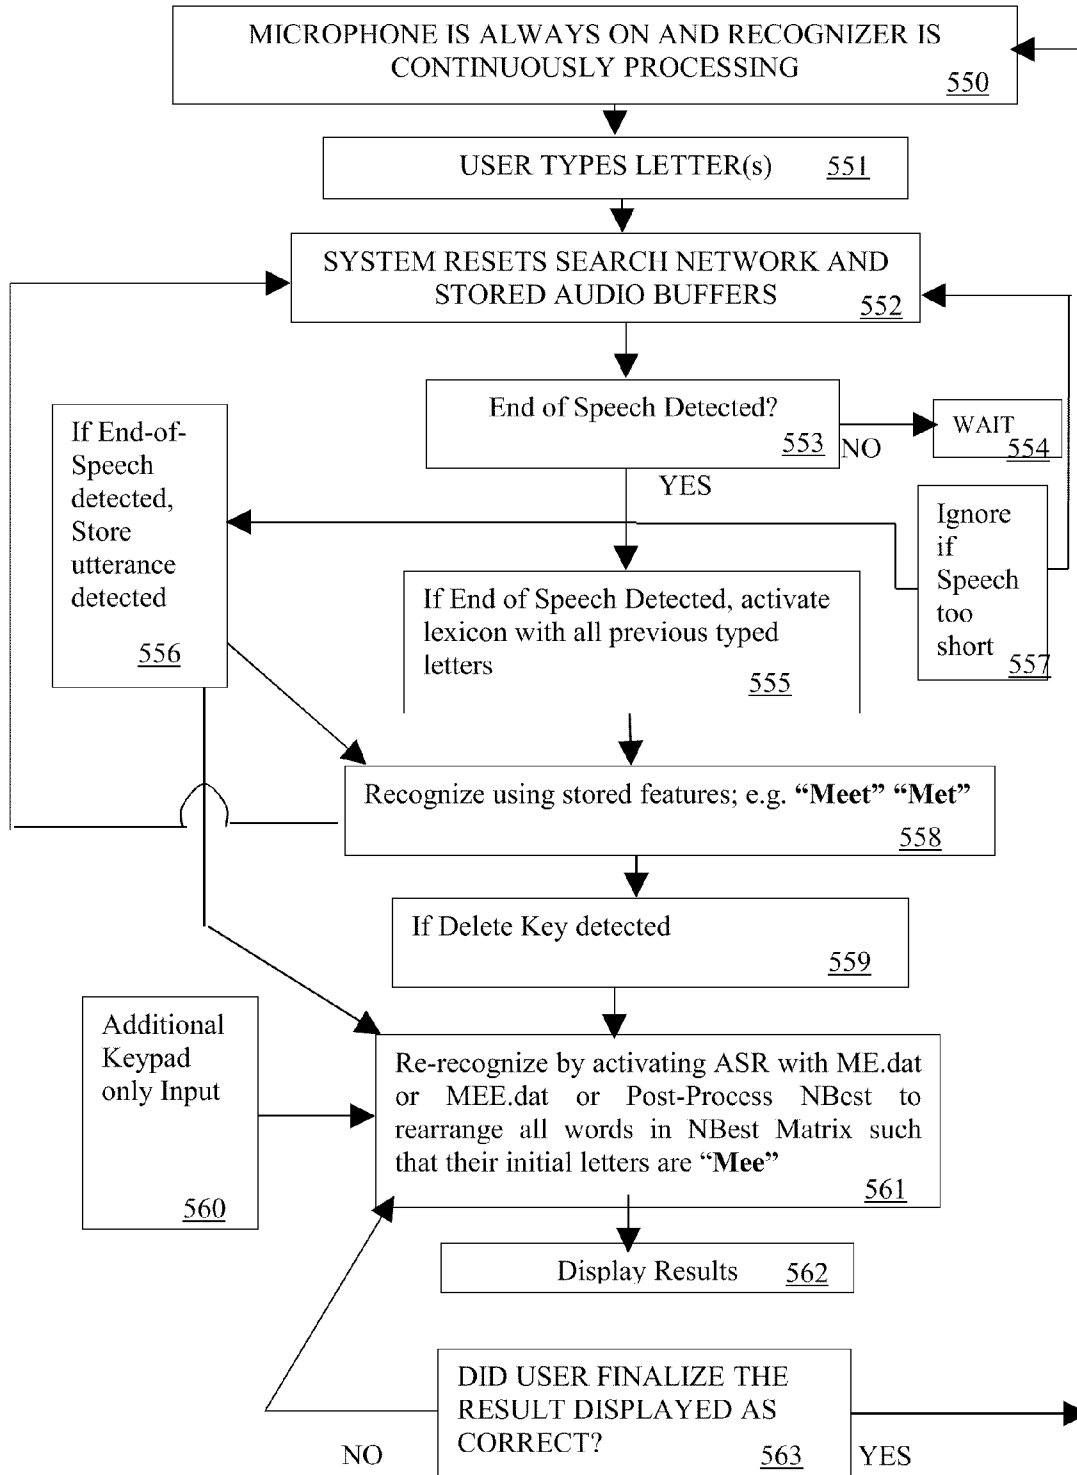 MICROPHONE IS ALWAYS ON AND RECOGNIZER IS
CONTINUOUSLY PROCESSING
550
USER TYPES LETTER(s) 551
SYSTEM RESETS SEARCH NETWORK AND
STORED AUDIO BUFFERS
552
End of Speech Detected?
553
NO
WAIT
554
YES
If End-of-
Speech
detected,
Store
utterance
detected
556
Ignore
if
Speech
too
short
557
If End of Speech Detected, activate
lexicon with all previous typed
letters
555
Recognize using stored features; e.g. “Meet” “Met”
558
If Delete Key detected
559
Additional
Keypad
only Input
560
Re-recognize by activating ASR with ME.dat
or MEE.dat or Post-Process NBest to
rearrange all words in NBest Matrix such
that their initial letters are “Mee”
561
Display Results 562
DID USER FINALIZE THE
RESULT DISPLAYED AS
CORRECT?
563
NO
YES